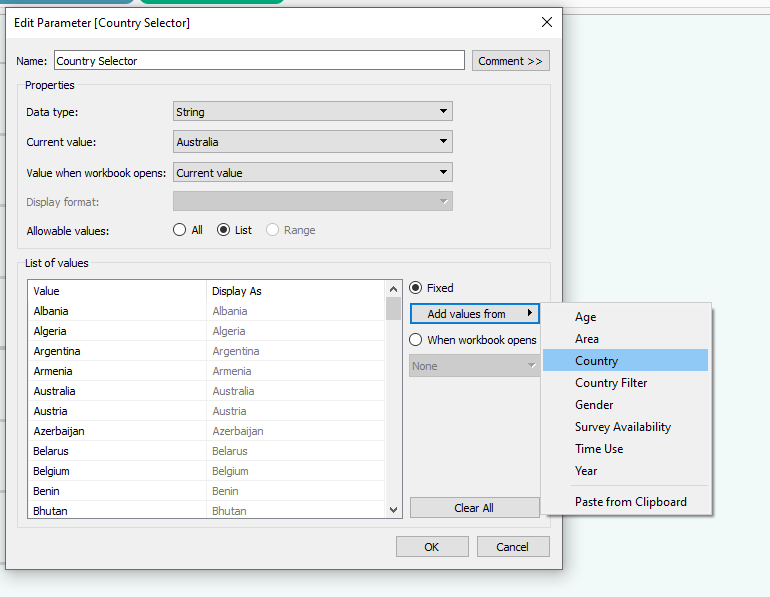 Edit Parameter [Country Selector]
Name: Country Selector Comment >>
Properties
Data type: String
Current value: Australia
Value when workbook opens: Current value
Display format:
Allowable values: All List Range
List of values
Value Display As
Albania Albania
Algeria Algeria
Argentina Argentina
Armenia Armenia
Australia Australia
Austria Austria
Azerbaijan Azerbaijan
Belarus Belarus
Belgium Belgium
Benin Benin
Bhutan Bhutan
Fixed
Add values from
When workbook opens
None
Clear All
Age
Area
Country
Country Filter
Gender
Survey Availability
Time Use
Year
Paste from Clipboard
OK Cancel